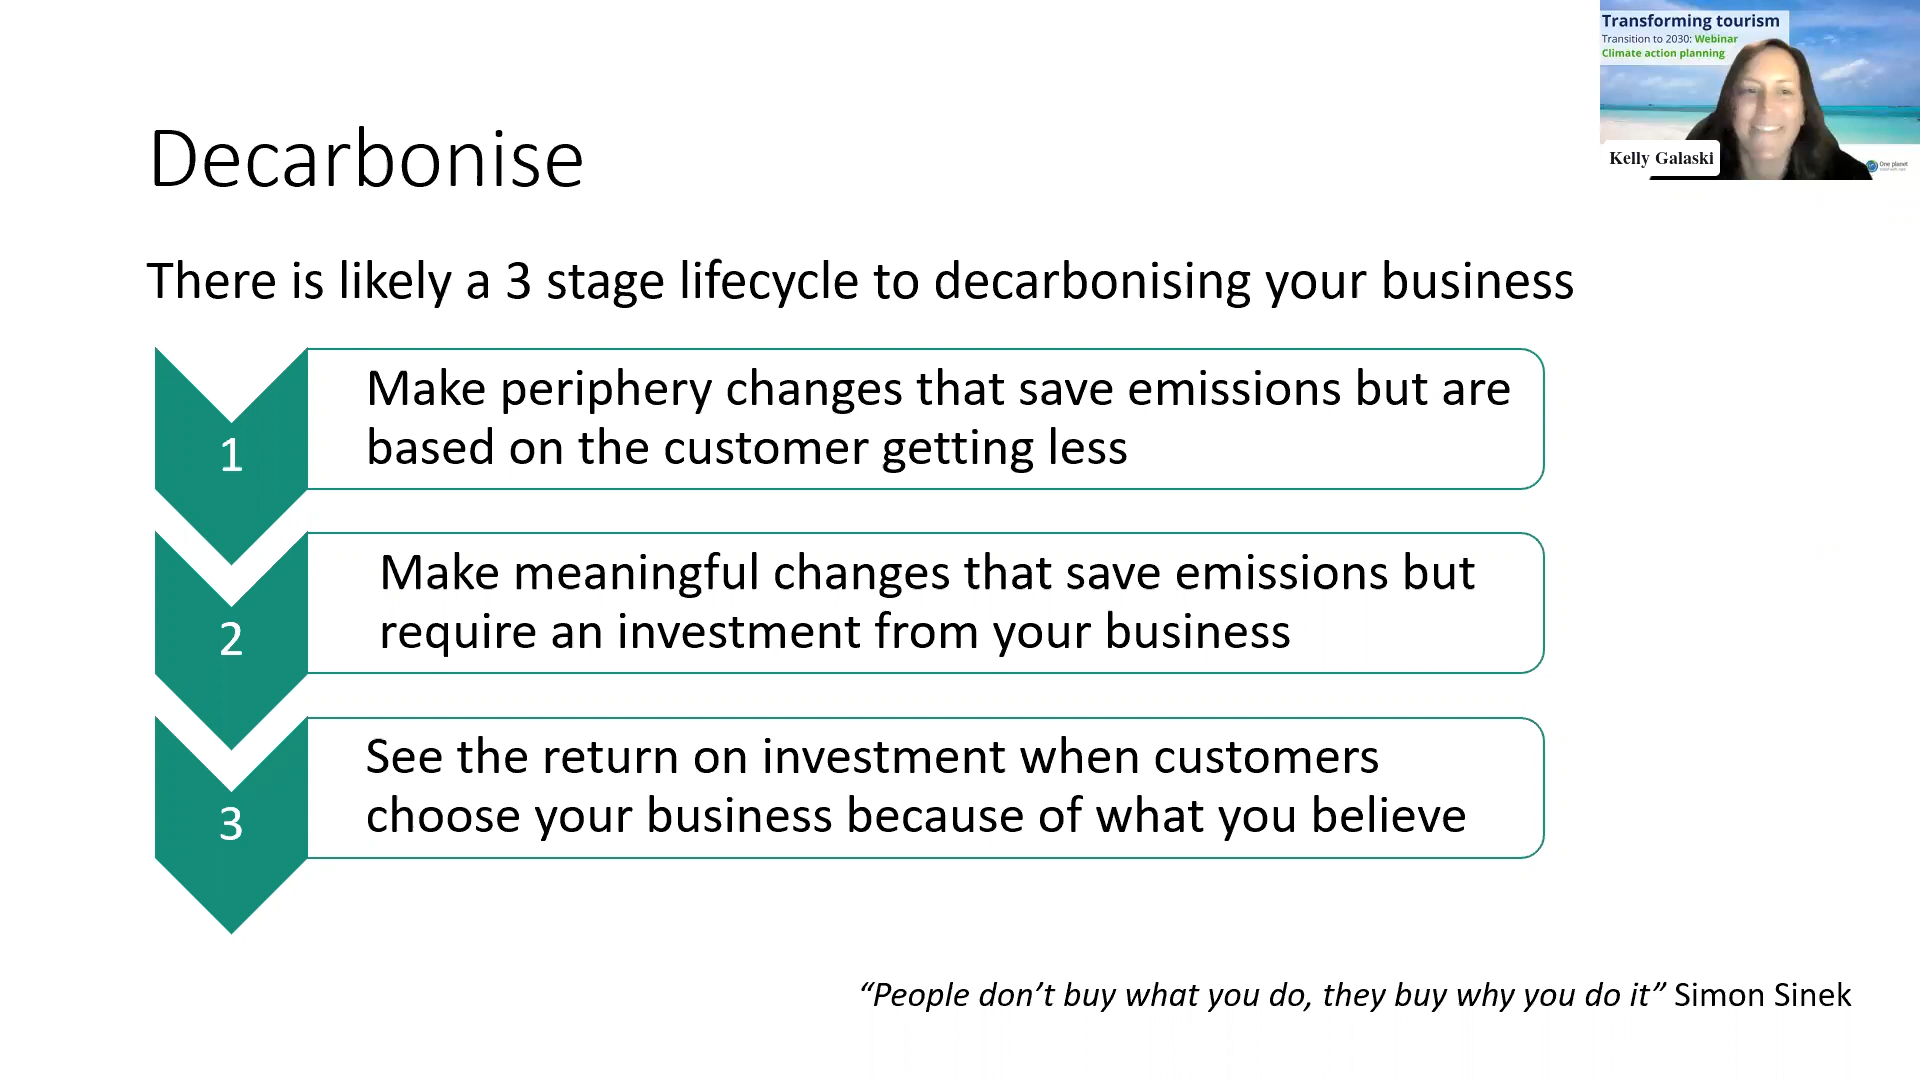 Transforming tourism
Transition to 2030: Webinar
Climate action planning
Kelly Galaski
One planet
Decarbonise
There is likely a 3 stage lifecycle to decarbonising your business
1
Make periphery changes that save emissions but are
based on the customer getting less
2
Make meaningful changes that save emissions but
require an investment from your business
3
See the return on investment when customers
choose your business because of what you believe
“People don’t buy what you do, they buy why you do it” Simon Sinek